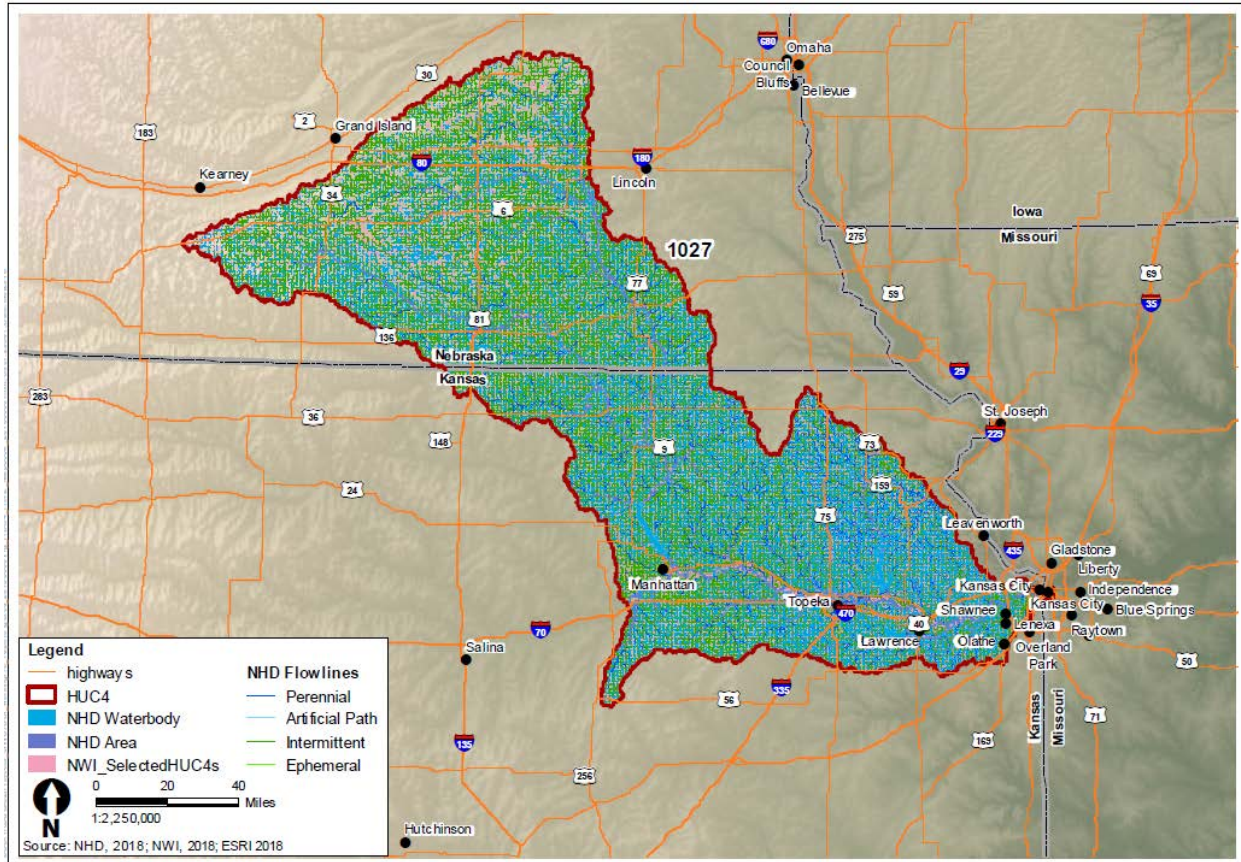 680
Omaha
Council
Bluffs
Bellevue
30
2
183
Grand Island
80
180
Kearney
Lincoln
34
6
Iowa
Missouri
275
1027
69
77
59
35
81
136
Nebraska
Kansas
29
283
36
St. Joseph
229
148
9
73
159
24
75
Leavenworth
435
Gladstone
Liberty
Manhattan
Kansas City
Independence
Topeka
470
Shawnee
Kansas City
Blue Springs
40
Lenexa
70
Lawrence
Raytown
Salina
Olathe
Overland
Park
50
335
56
71
135
169
Kansas
Missouri
256
Hutchinson
Legend
highways
HUC4
NHD Waterbody
NHD Area
NWI_SelectedHUC4s
NHD Flowlines
Perennial
Artificial Path
Intermittent
Ephemeral
0 20 40
Miles
1:2,250,000
N
Source: NHD, 2018; NWI, 2018; ESRI 2018